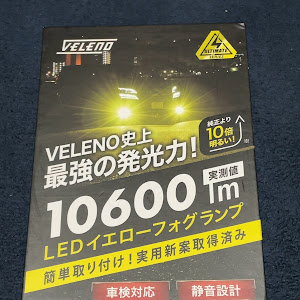 VELENO
ULTIMATE
純正より
10倍
明るい!
VELENO史上
最強の発光力!
実測値
10600lm
LEDイエローフォグランプ
簡単取り付け!実用新案取得済み
車検対応
静音設計